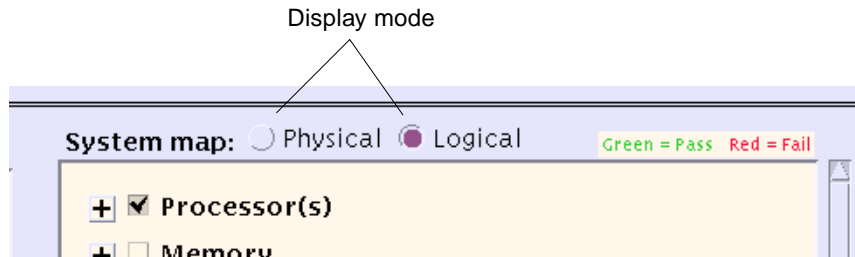 Display mode
System map: Physical Logical Green = Pass Red = Fail
Processor(s)
Memory